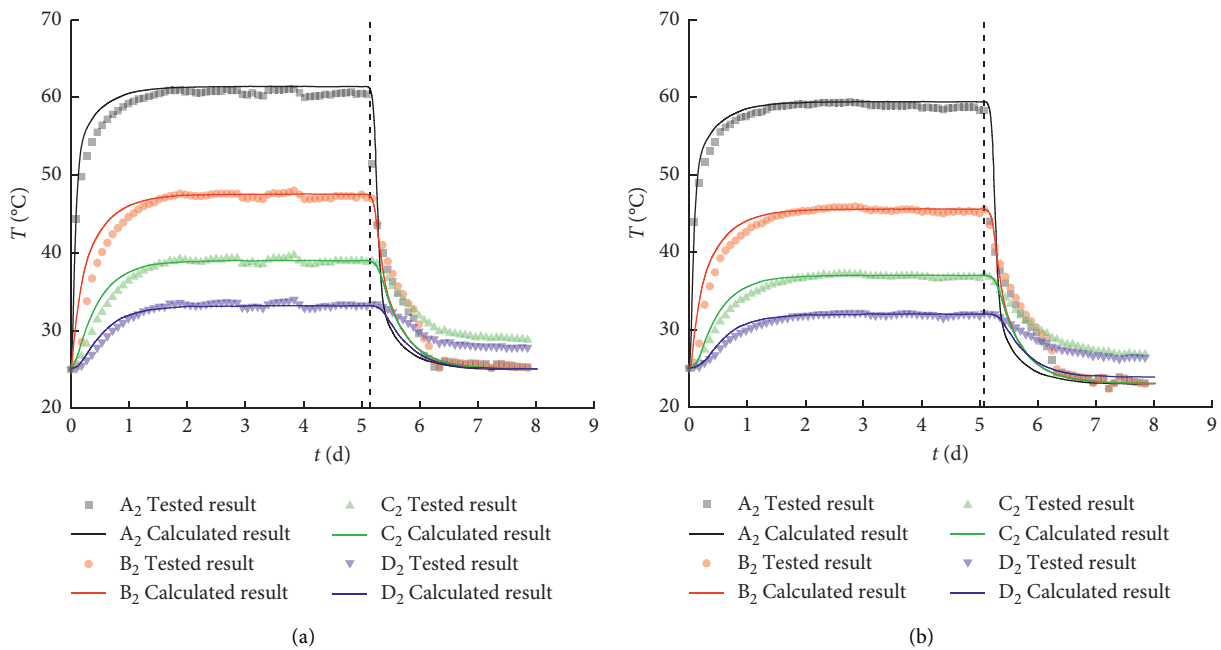 70
60
50
40
30
20
T (°C)
0 1 2 3 4 5 6 7 8 9
t (d)
A₂ Tested result
A₂ Calculated result
B₂ Tested result
B₂ Calculated result
C₂ Tested result
C₂ Calculated result
D₂ Tested result
D₂ Calculated result
(a)
70
60
50
40
30
20
T (°C)
0 1 2 3 4 5 6 7 8 9
t (d)
A₂ Tested result
A₂ Calculated result
B₂ Tested result
B₂ Calculated result
C₂ Tested result
C₂ Calculated result
D₂ Tested result
D₂ Calculated result
(b)